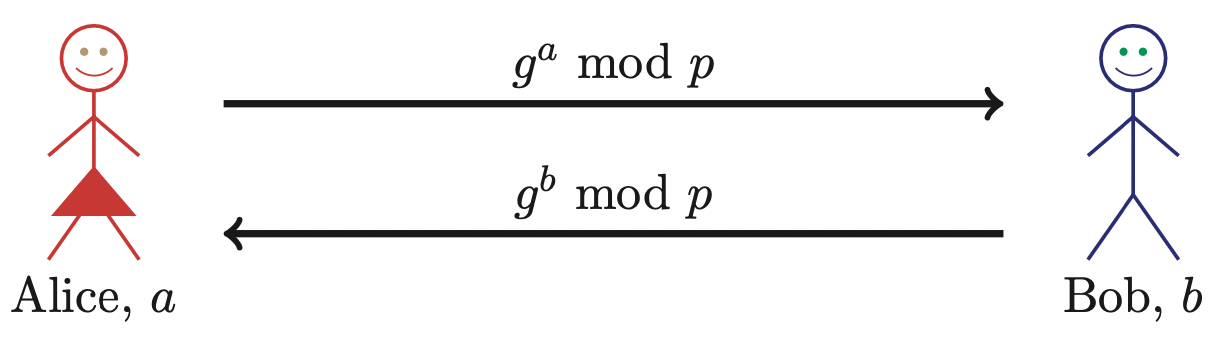 g^a mod p
g^b mod p
Alice, a
Bob, b